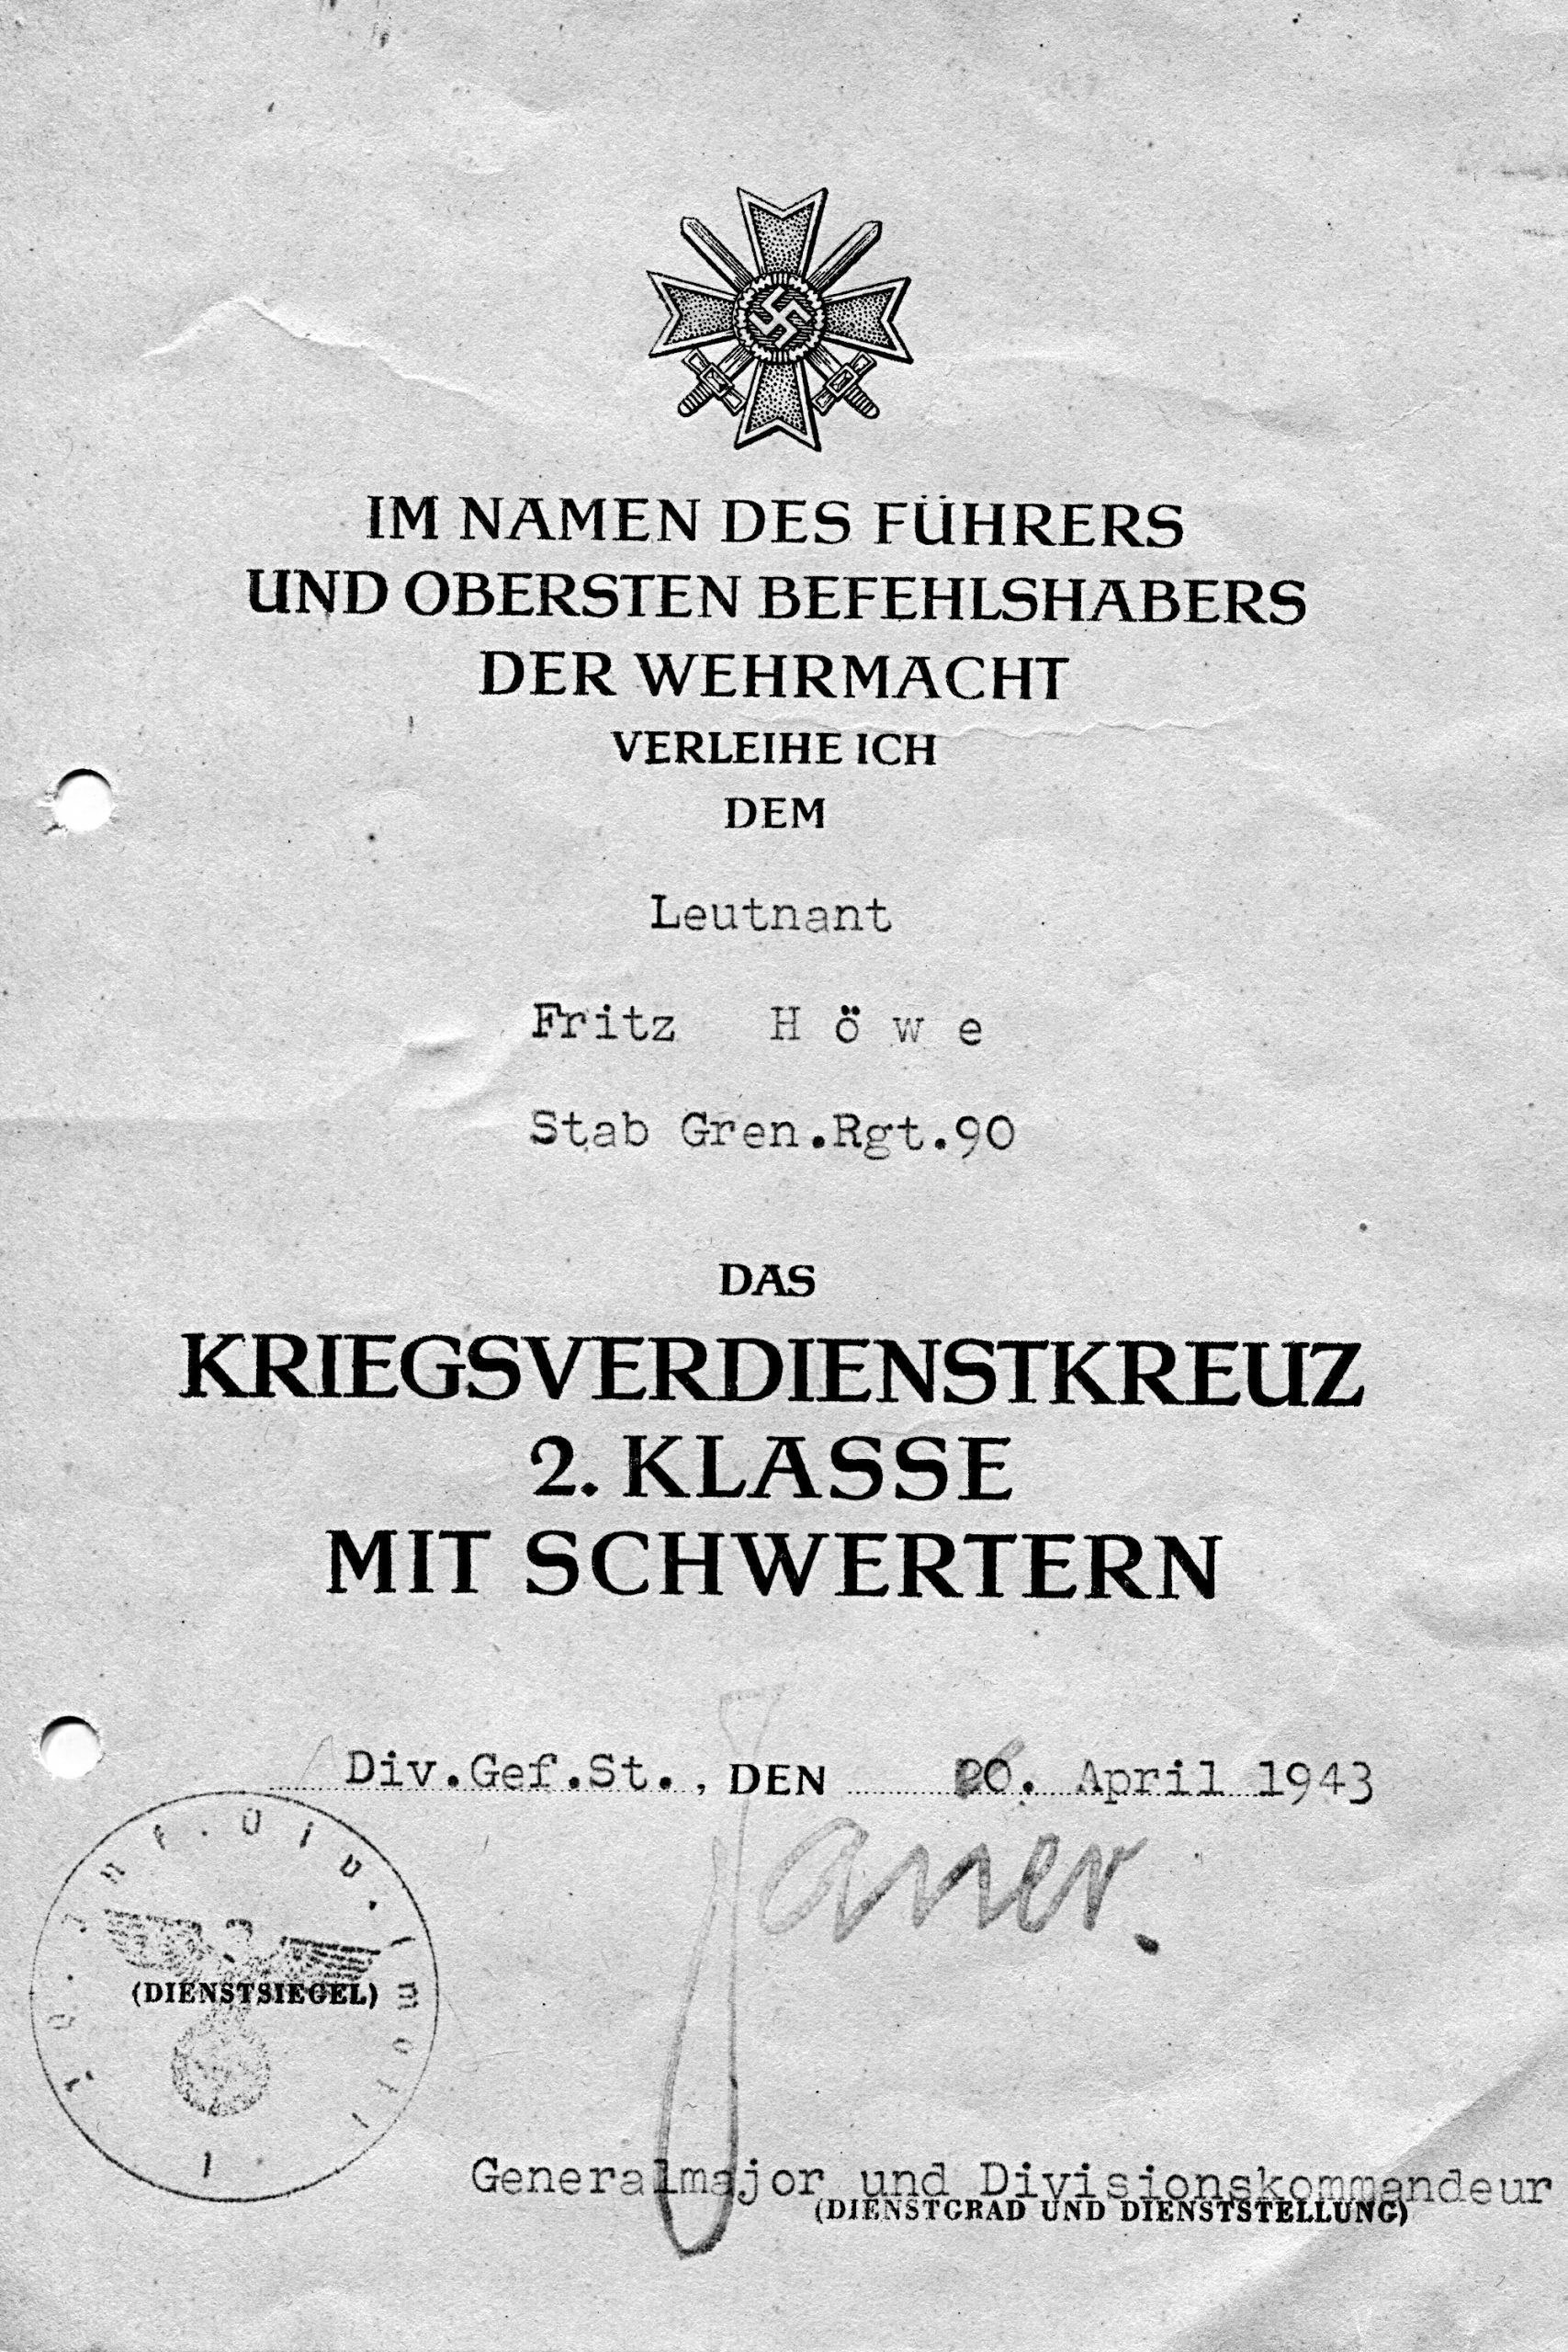 IM NAMEN DES FÜHRERS
UND OBERSTEN BEFEHLSHABERS
DER WEHRMACHT
VERLEIHE ICH
DEM
Leutnant
Fritz Höwe
Stab Gren.Rgt.90
DAS
KRIEGSVERDIENSTKREUZ
2. KLASSE
MIT SCHWERTERN
Div.Gef.St., DEN 20. April 1943
(DIENSTSIEGEL)
Generalmajor und Divisionskommandeur
(DIENSTGRAD UND DIENSTSTELLUNG)